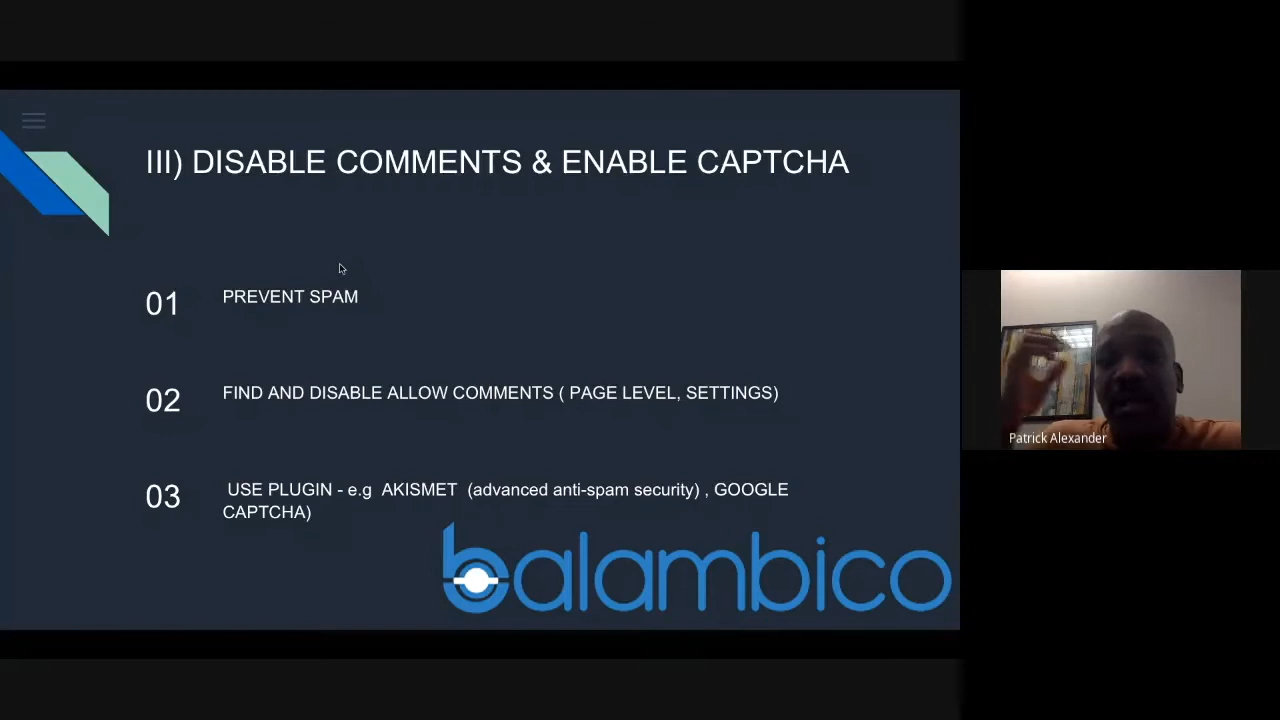 III) DISABLE COMMENTS & ENABLE CAPTCHA
01
PREVENT SPAM
02
FIND AND DISABLE ALLOW COMMENTS ( PAGE LEVEL, SETTINGS)
03
USE PLUGIN - e.g AKISMET (advanced anti-spam security) , GOOGLE
CAPTCHA)
balambico
Patrick Alexander